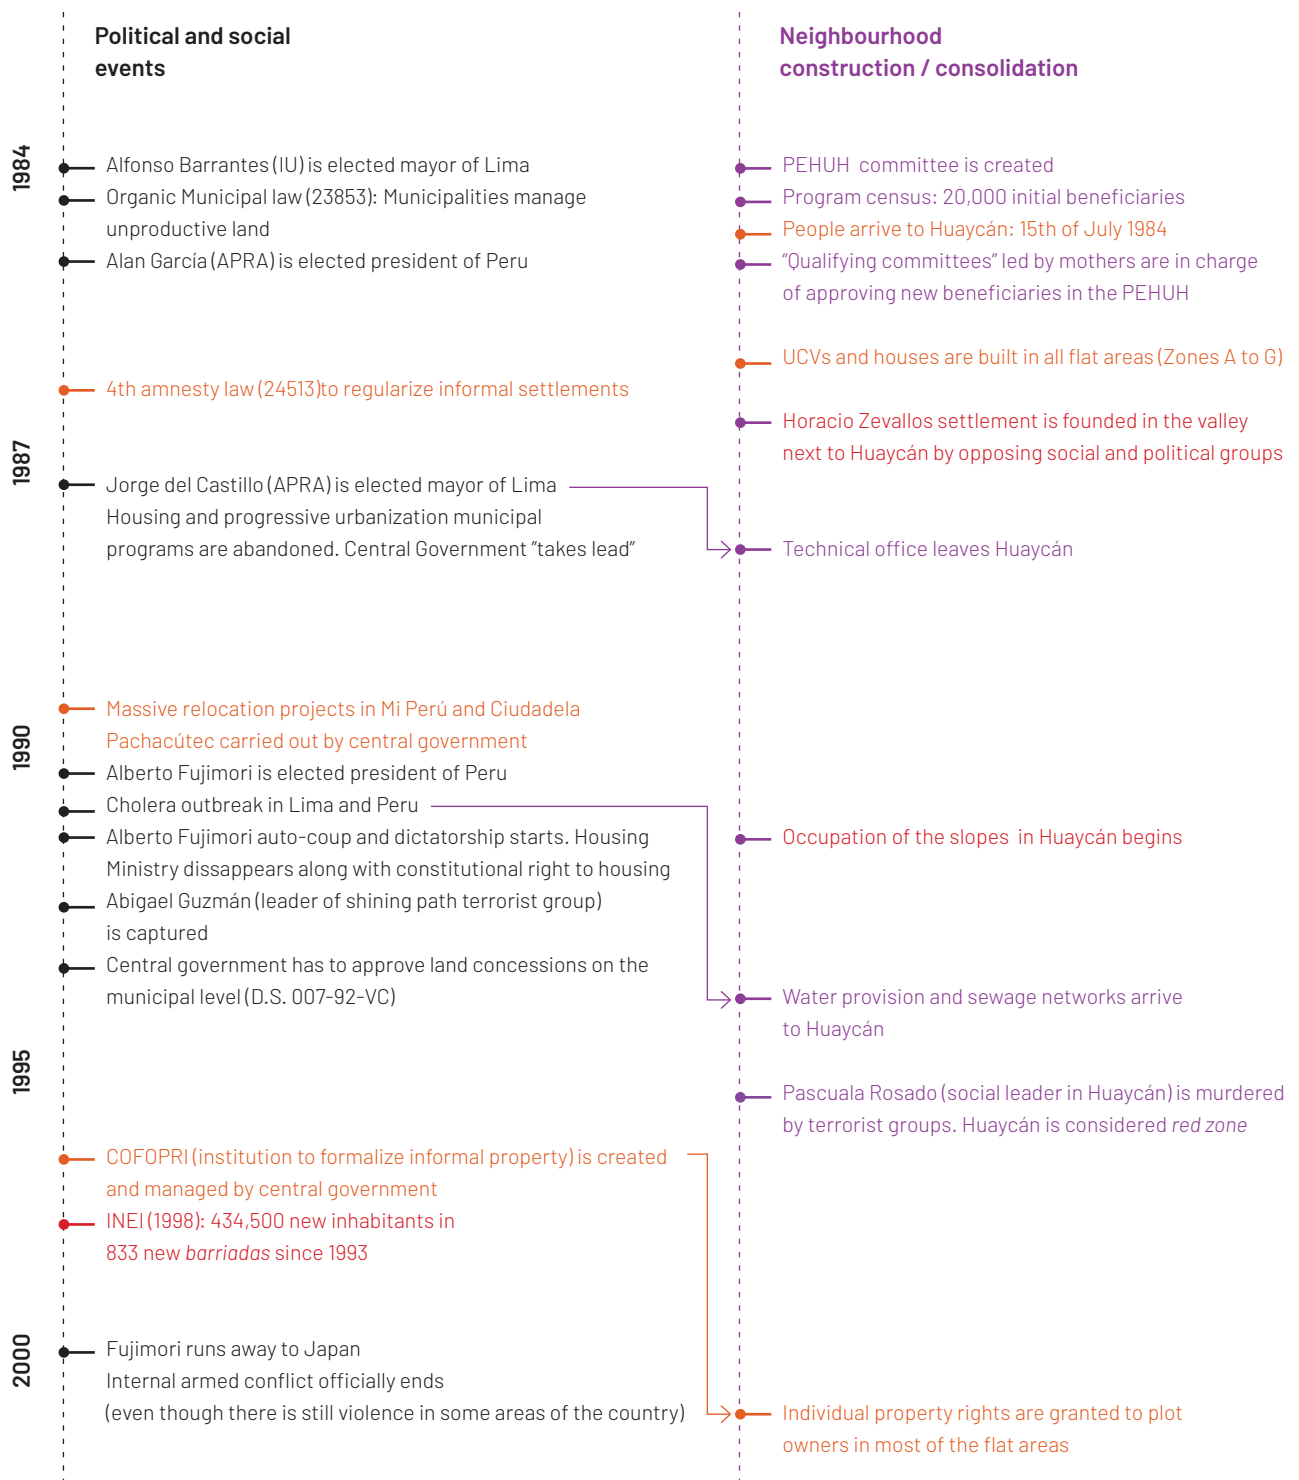 Political and social
events
1984
Alfonso Barrantes (IU) is elected mayor of Lima
Organic Municipal law (23853): Municipalities manage
unproductive land
Alan García (APRA) is elected president of Peru
4th amnesty law (24513)to regularize informal settlements
1987
Jorge del Castillo (APRA) is elected mayor of Lima
Housing and progressive urbanization municipal
programs are abandoned. Central Government "takes lead"
1990
Massive relocation projects in Mi Perú and Ciudadela
Pachacútec carried out by central government
Alberto Fujimori is elected president of Peru
Cholera outbreak in Lima and Peru
Alberto Fujimori auto-coup and dictatorship starts. Housing
Ministry dissappears along with constitutional right to housing
Abigael Guzmán (leader of shining path terrorist group)
is captured
Central government has to approve land concessions on the
municipal level (D.S. 007-92-VC)
1995
COFOPRI (institution to formalize informal property) is created
and managed by central government
INEI (1998): 434,500 new inhabitants in
833 new barriadas since 1993
2000
Fujimori runs away to Japan
Internal armed conflict officially ends
(even though there is still violence in some areas of the country)
Neighbourhood
construction / consolidation
PEHUH committee is created
Program census: 20,000 initial beneficiaries
People arrive to Huaycán: 15th of July 1984
"Qualifying committees" led by mothers are in charge
of approving new beneficiaries in the PEHUH
UCVs and houses are built in all flat areas (Zones A to G)
Horacio Zevallos settlement is founded in the valley
next to Huaycán by opposing social and political groups
Technical office leaves Huaycán
Occupation of the slopes in Huaycán begins
Water provision and sewage networks arrive
to Huaycán
Pascuala Rosado (social leader in Huaycán) is murdered
by terrorist groups. Huaycán is considered red zone
Individual property rights are granted to plot
owners in most of the flat areas